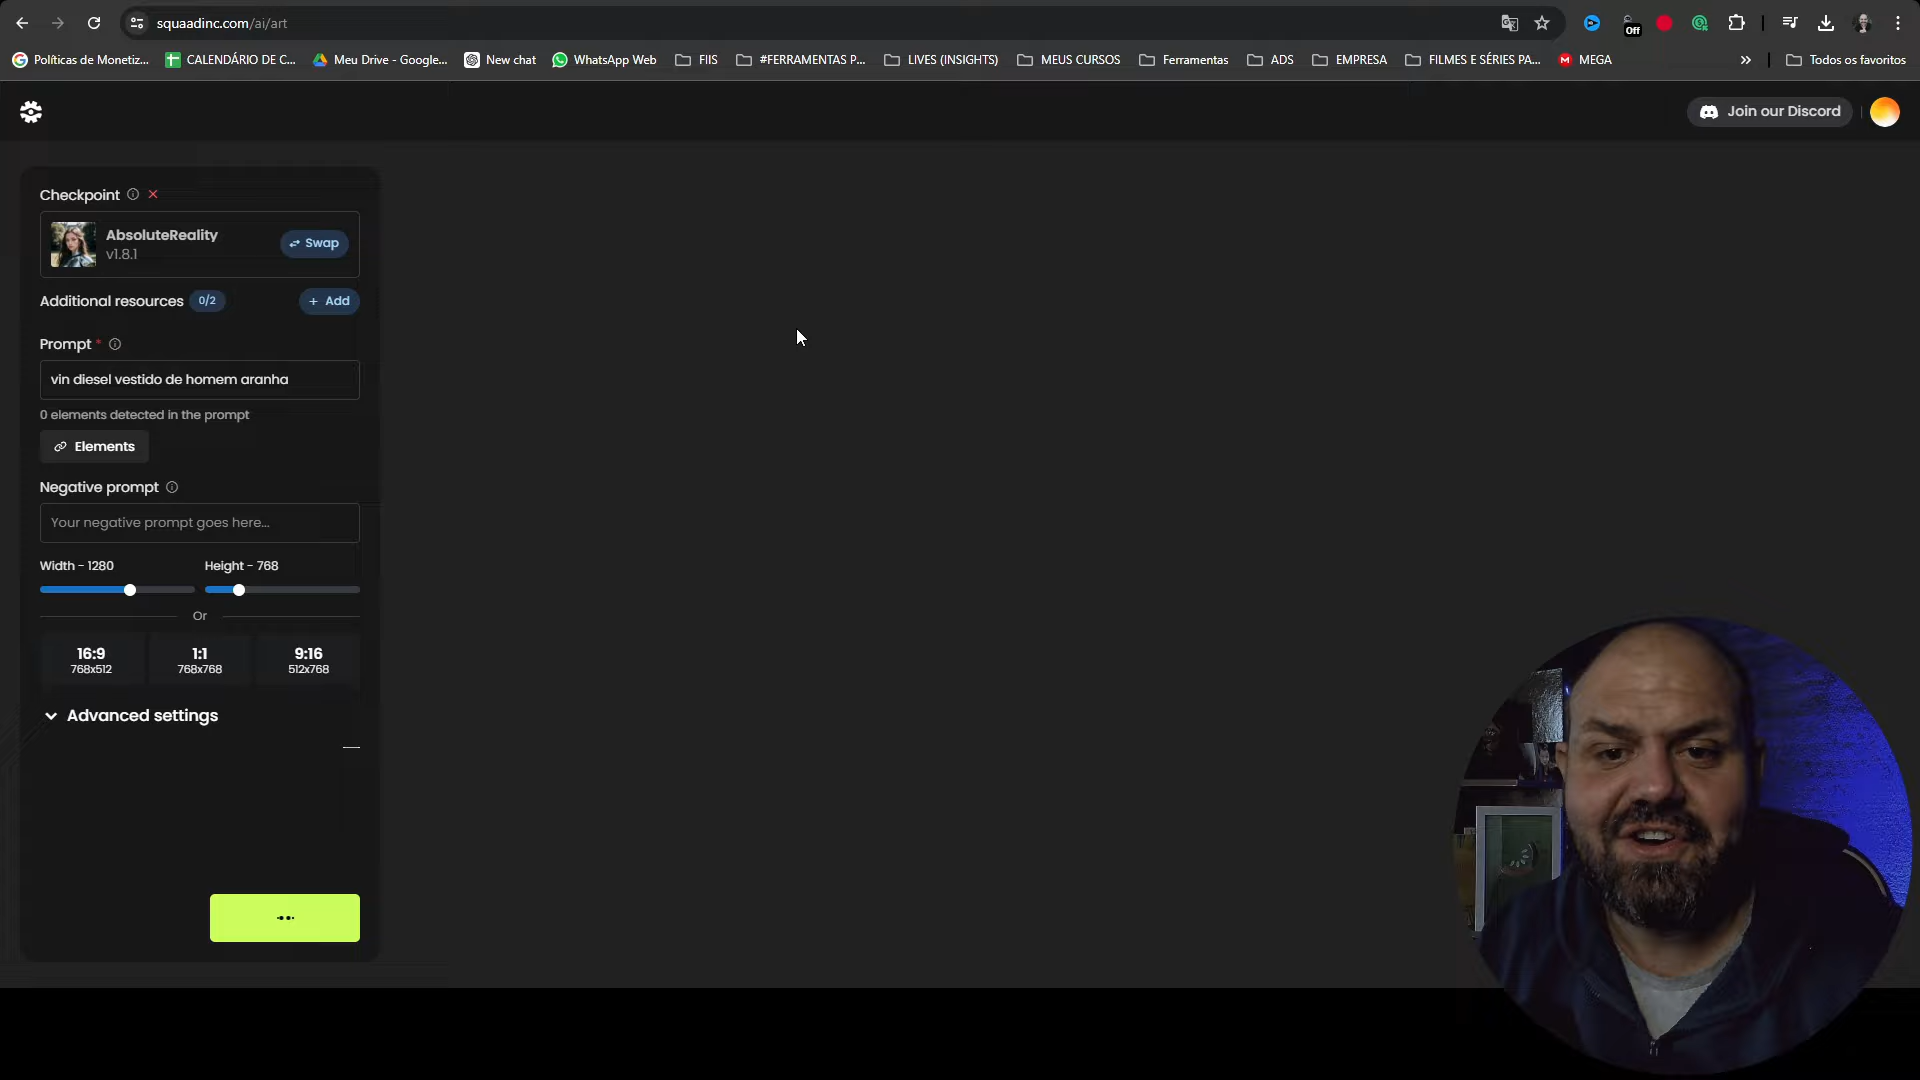 squaadinc.com/ai/art
Off
Políticas de Monetiz...
CALENDÁRIO DE C...
Meu Drive - Google...
New chat
WhatsApp Web
FIIS
#FERRAMENTAS P...
LIVES (INSIGHTS)
MEUS CURSOS
Ferramentas
ADS
EMPRESA
FILMES E SÉRIES PA...
MEGA
Todos os favoritos
Join our Discord
Checkpoint
AbsoluteReality
v1.8.1
Swap
Additional resources 0/2
+ Add
Prompt *
vin diesel vestido de homem aranha
0 elements detected in the prompt
Elements
Negative prompt
Your negative prompt goes here...
Width - 1280
Height - 768
Or
16:9
768x512
1:1
768x768
9:16
512x768
Advanced settings